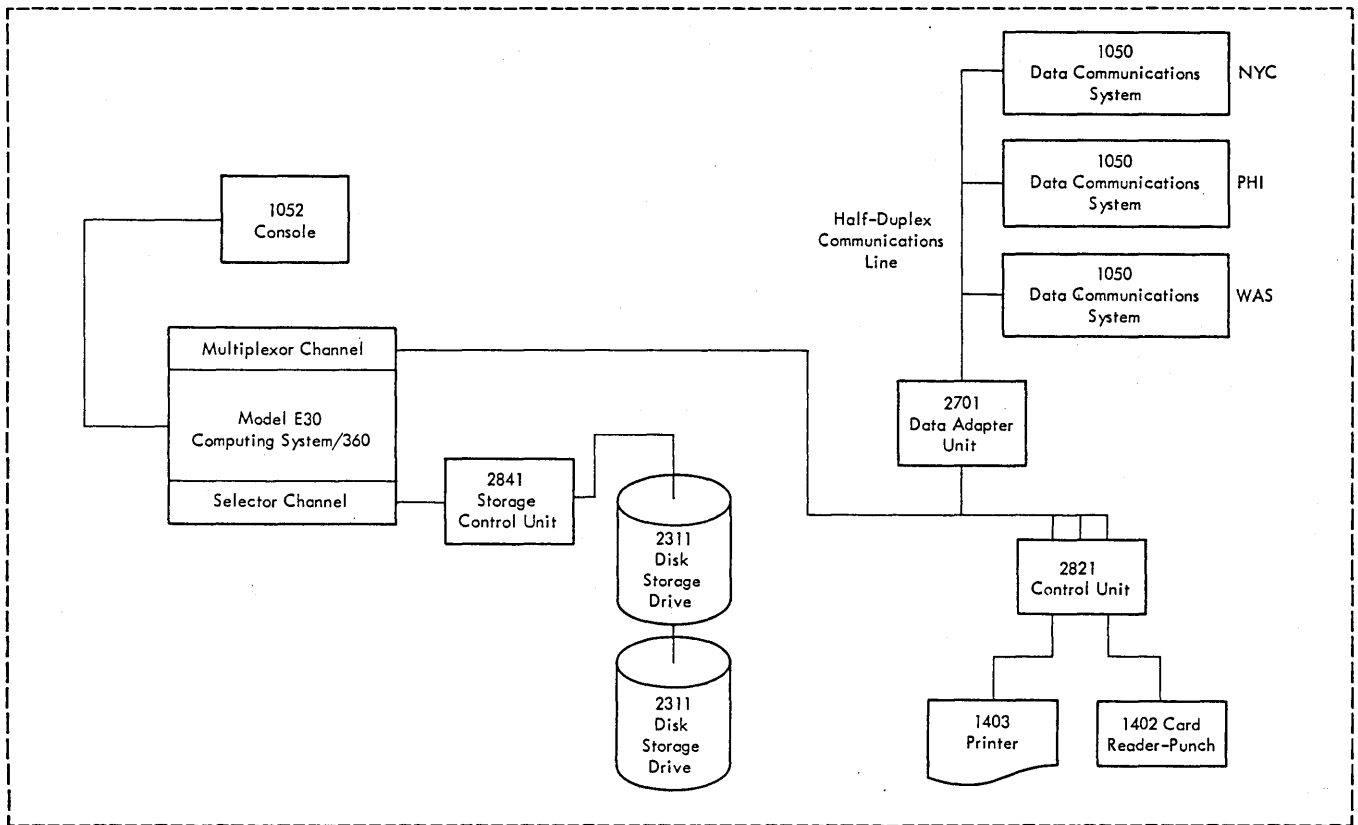 1050
Data Communications
System
NYC
1050
Data Communications
System
PHI
1052
Console
Half-Duplex
Communications
Line
1050
Data Communications
System
WAS
Multiplexor Channel
Model E30
Computing System/360
Selector Channel
2841
Storage
Control Unit
2701
Data Adapter
Unit
2311
Disk
Storage
Drive
2821
Control Unit
2311
Disk
Storage
Drive
1403
Printer
1402 Card
Reader-Punch